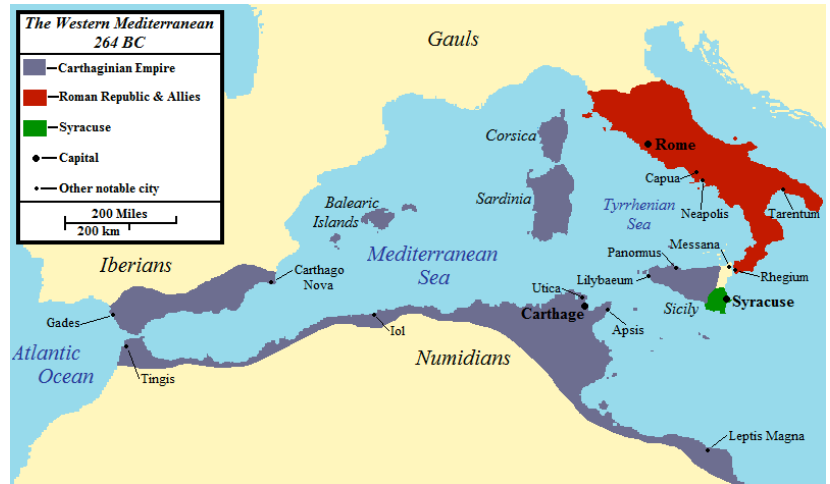 The Western Mediterranean
264 BC
Carthaginian Empire
Roman Republic & Allies
Syracuse
Capital
Other notable city
200 Miles
200 km
Gauls
Corsica
Rome
Capua
Sardinia
Balearic
Islands
Tyrrhenian
Sea
Neapolis
Tarentum
Mediterranean
Sea
Messana
Panormus
Iberians
Carthago
Nova
Rhegium
Lilybaeum
Utica
Syracuse
Sicily
Carthage
Apsis
Gades
Iol
Atlantic
Ocean
Numidians
Tingis
Leptis Magna